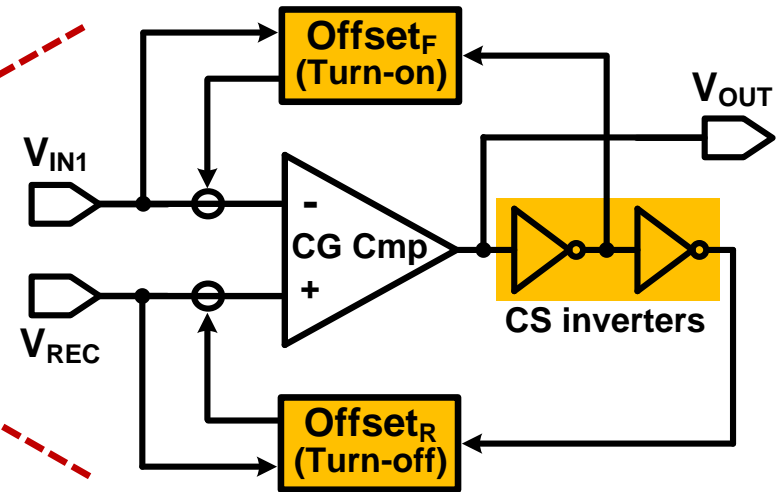 Offset_F
(Turn-on)
V_OUT
V_IN1
-
CG Cmp
+
CS inverters
V_REC
Offset_R
(Turn-off)